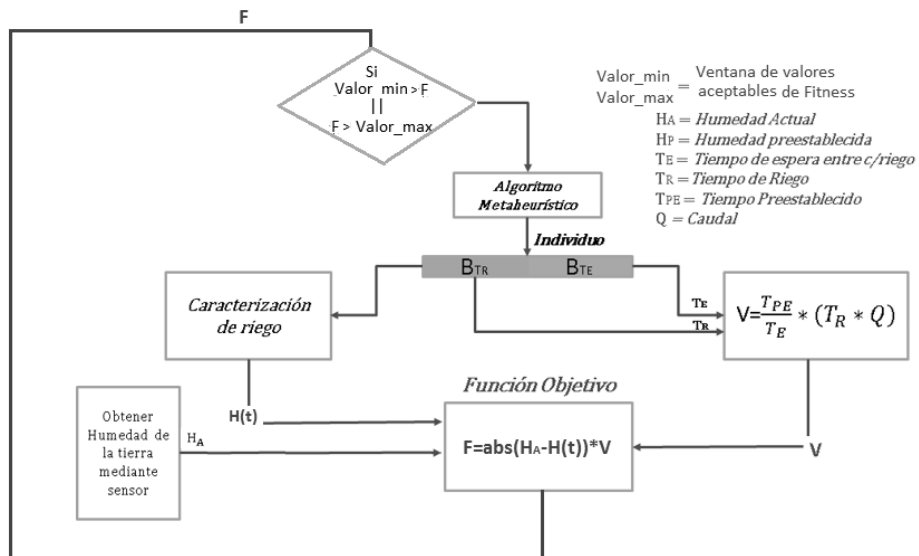 F
Si
Valor_min > F
||
F > Valor_max
Valor_min
Valor_max
= Ventana de valores
aceptables de Fitness
HA = Humedad Actual
HP = Humedad preestablecida
TE = Tiempo de espera entre c/riego
TR = Tiempo de Riego
TPE = Tiempo Preestablecido
Q = Caudal
Algoritmo
Metaheurístico
Individuo
BTR BTE
Caracterización
de riego
TE
TR
V=TPE/TE * (TR * Q)
Función Objetivo
H(t)
Obtener
Humedad de
la tierra
mediante
sensor
HA
F=abs(HA-H(t))*V
V